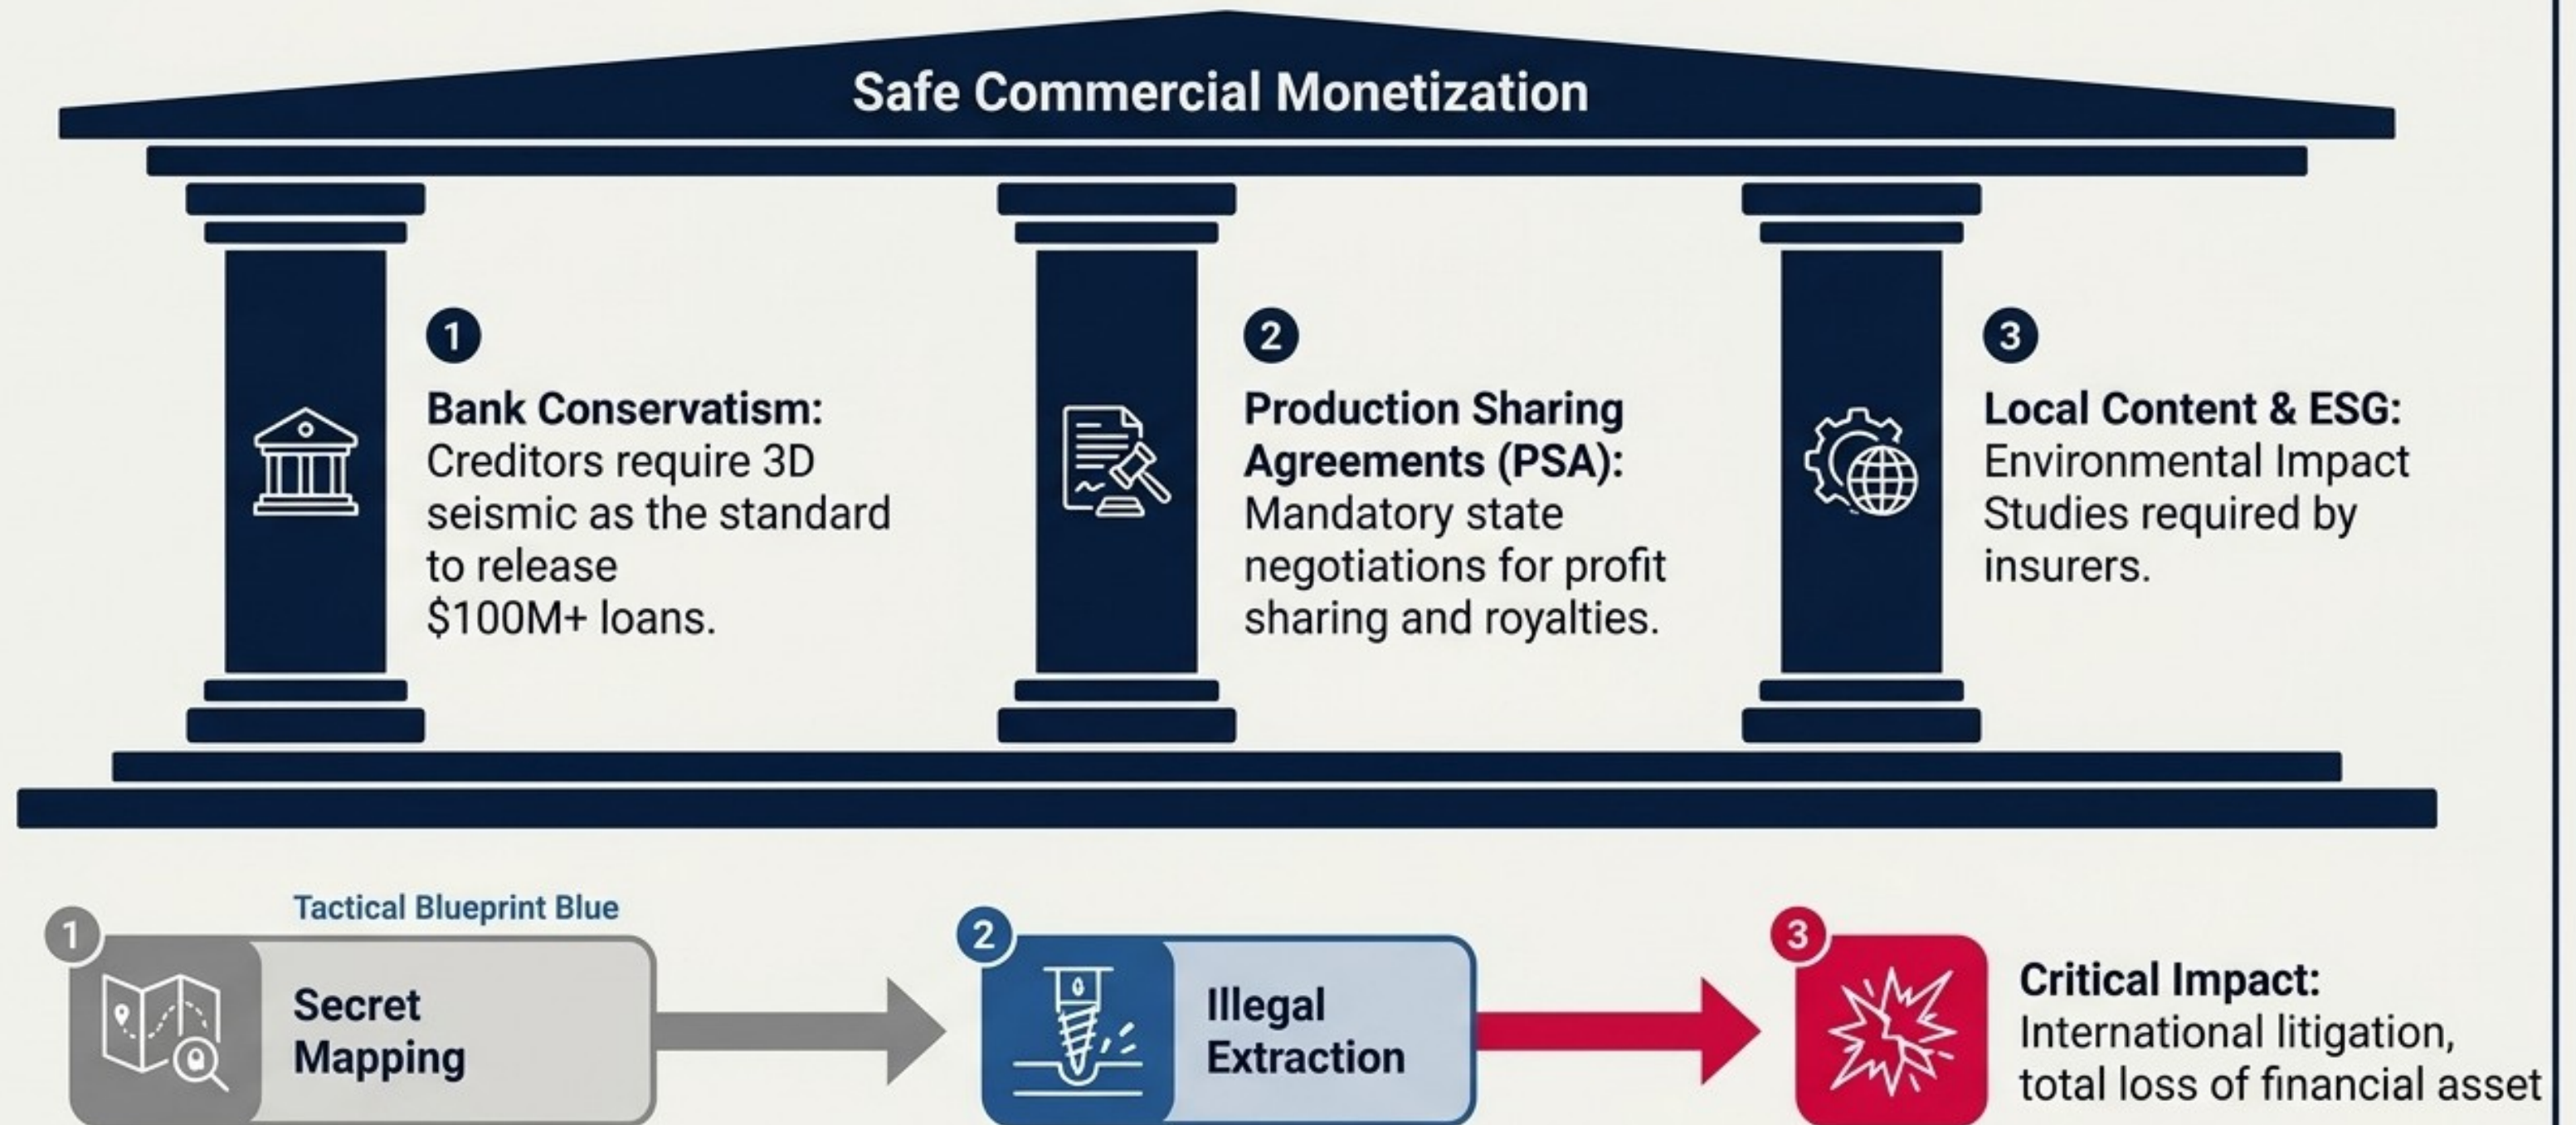 Safe Commercial Monetization
1
Bank Conservatism:
Creditors require 3D
seismic as the standard
to release
$100M+ loans.
2
Production Sharing
Agreements (PSA):
Mandatory state
negotiations for profit
sharing and royalties.
3
Local Content & ESG:
Environmental Impact
Studies required by
insurers.
Tactical Blueprint Blue
1
Secret
Mapping
2
Illegal
Extraction
3
Critical Impact:
International litigation,
total loss of financial asset